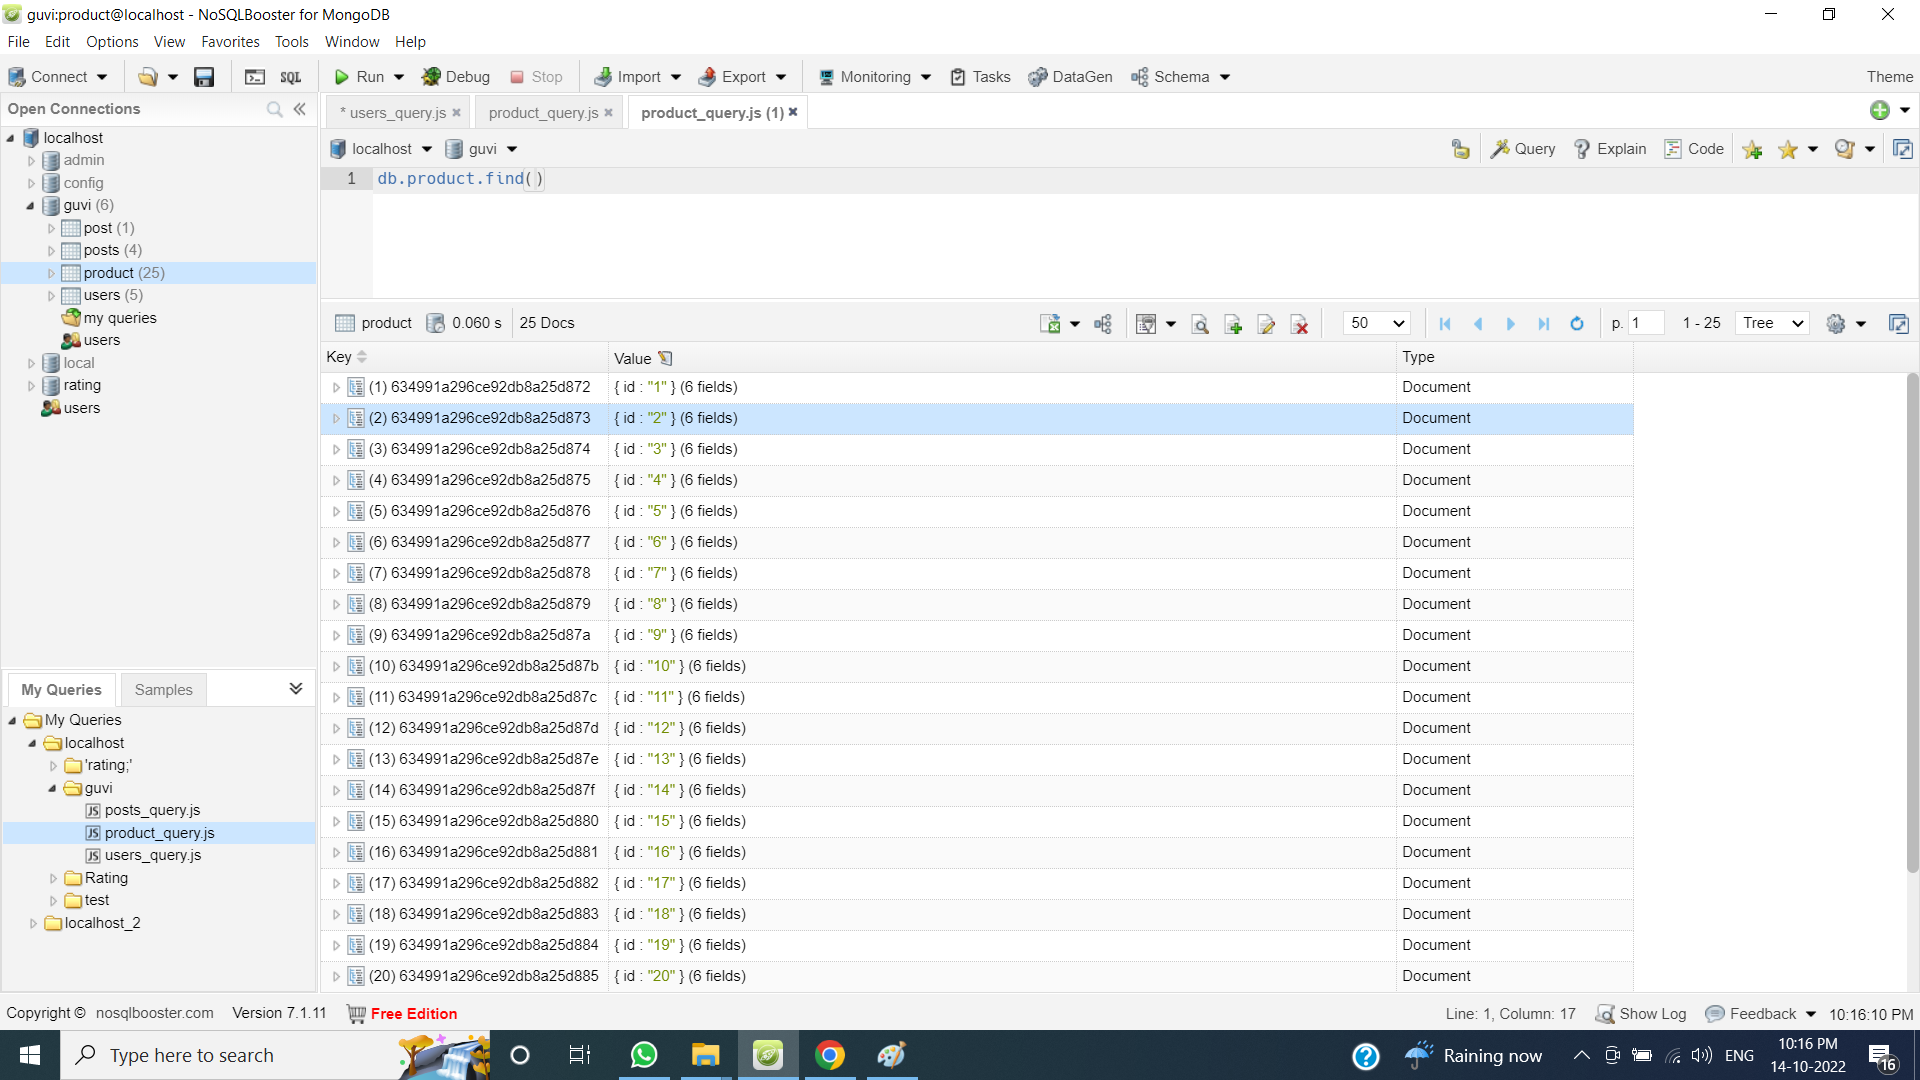 guvi:product@localhost - NoSQLBooster for MongoDB
File Edit Options View Favorites Tools Window Help
Connect SQL Run Debug Stop Import Export Monitoring Tasks DataGen Schema Theme
Open Connections
* users_query.js product_query.js product_query.js (1)
localhost guvi Query Explain Code
1 db.product.find()
localhost
admin
config
guvi (6)
post (1)
posts (4)
product (25)
users (5)
my queries
users
local
rating
users
product 0.060 s 25 Docs 50 p. 1 1 - 25 Tree
Key Value Type
(1) 634991a296ce92db8a25d872 { id : "1" } (6 fields) Document
(2) 634991a296ce92db8a25d873 { id : "2" } (6 fields) Document
(3) 634991a296ce92db8a25d874 { id : "3" } (6 fields) Document
(4) 634991a296ce92db8a25d875 { id : "4" } (6 fields) Document
(5) 634991a296ce92db8a25d876 { id : "5" } (6 fields) Document
(6) 634991a296ce92db8a25d877 { id : "6" } (6 fields) Document
(7) 634991a296ce92db8a25d878 { id : "7" } (6 fields) Document
(8) 634991a296ce92db8a25d879 { id : "8" } (6 fields) Document
(9) 634991a296ce92db8a25d87a { id : "9" } (6 fields) Document
(10) 634991a296ce92db8a25d87b { id : "10" } (6 fields) Document
(11) 634991a296ce92db8a25d87c { id : "11" } (6 fields) Document
(12) 634991a296ce92db8a25d87d { id : "12" } (6 fields) Document
(13) 634991a296ce92db8a25d87e { id : "13" } (6 fields) Document
(14) 634991a296ce92db8a25d87f { id : "14" } (6 fields) Document
(15) 634991a296ce92db8a25d880 { id : "15" } (6 fields) Document
(16) 634991a296ce92db8a25d881 { id : "16" } (6 fields) Document
(17) 634991a296ce92db8a25d882 { id : "17" } (6 fields) Document
(18) 634991a296ce92db8a25d883 { id : "18" } (6 fields) Document
(19) 634991a296ce92db8a25d884 { id : "19" } (6 fields) Document
(20) 634991a296ce92db8a25d885 { id : "20" } (6 fields) Document
My Queries Samples
My Queries
localhost
'rating;'
guvi
JS posts_query.js
JS product_query.js
JS users_query.js
Rating
test
localhost_2
Copyright © nosqlbooster.com Version 7.1.11 Free Edition Line: 1, Column: 17 Show Log Feedback 10:16:10 PM
Type here to search Raining now ENG 10:16 PM
14-10-2022 16